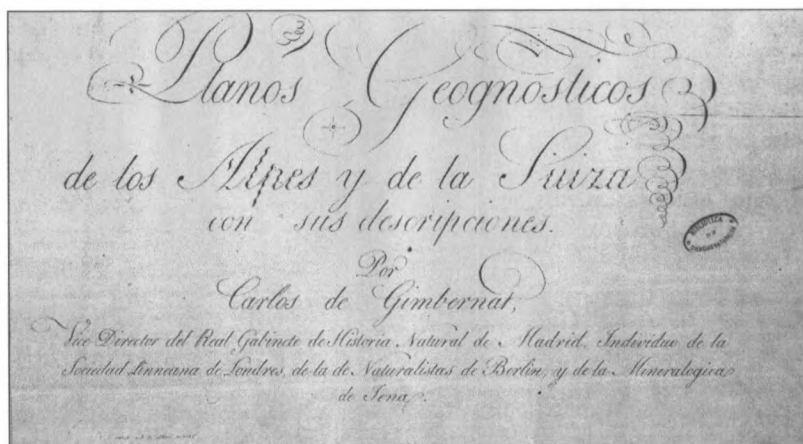 Planos Geognosticos
de los Alpes y de la Suiza
con sus descripciones.
Por
Carlos de Gimbernat,
Vice Director del Real Gabinete de Historia Natural de Madrid, Individuo de la
Sociedad Linneana de Londres, de la de Naturalistas de Berlin, y de la Mineralogica
de Jena.